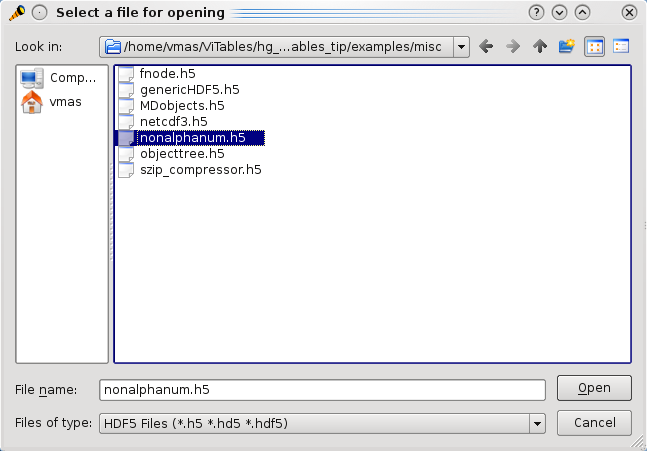 Select a file for opening
Look in: /home/vmas/ViTables/hg_...ables_tip/examples/misc
Comp...
vmas
fnode.h5
genericHDF5.h5
MDobjects.h5
netcdf3.h5
nonalphanum.h5
objecttree.h5
szip_compressor.h5
File name: nonalphanum.h5
Open
Files of type: HDF5 Files (*.h5 *.hd5 *.hdf5)
Cancel